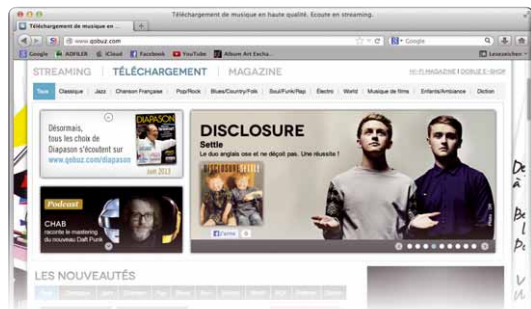 Téléchargement de musique en haute qualité. Ecoute en streaming.
Téléchargement de musique en ...
www.qobuz.com
Google
Google
ADFILER
iCloud
Facebook
YouTube
Album Art Excha...
Lesezeichen
STREAMING | TÉLÉCHARGEMENT | MAGAZINE
HI-FI MAGAZINE | QOBUZ E-SHOP
Tous
Classique
Jazz
Chanson Française
Pop/Rock
Blues/Country/Folk
Soul/Funk/Rap
Électro
World
Musique de films
Enfants/Ambiance
Diction
Désormais,
tous les choix de
Diapason s'écoutent sur
www.qobuz.com/diapason
DIAPASON
Juin 2013
Podcast
CHAB
raconte le mastering
du nouveau Daft Punk
DISCLOSURE
Settle
Le duo anglais ose et ne déçoit pas. Une réussite !
DISCLOSURE SETTLE
J'aime 0
LES NOUVEAUTÉS